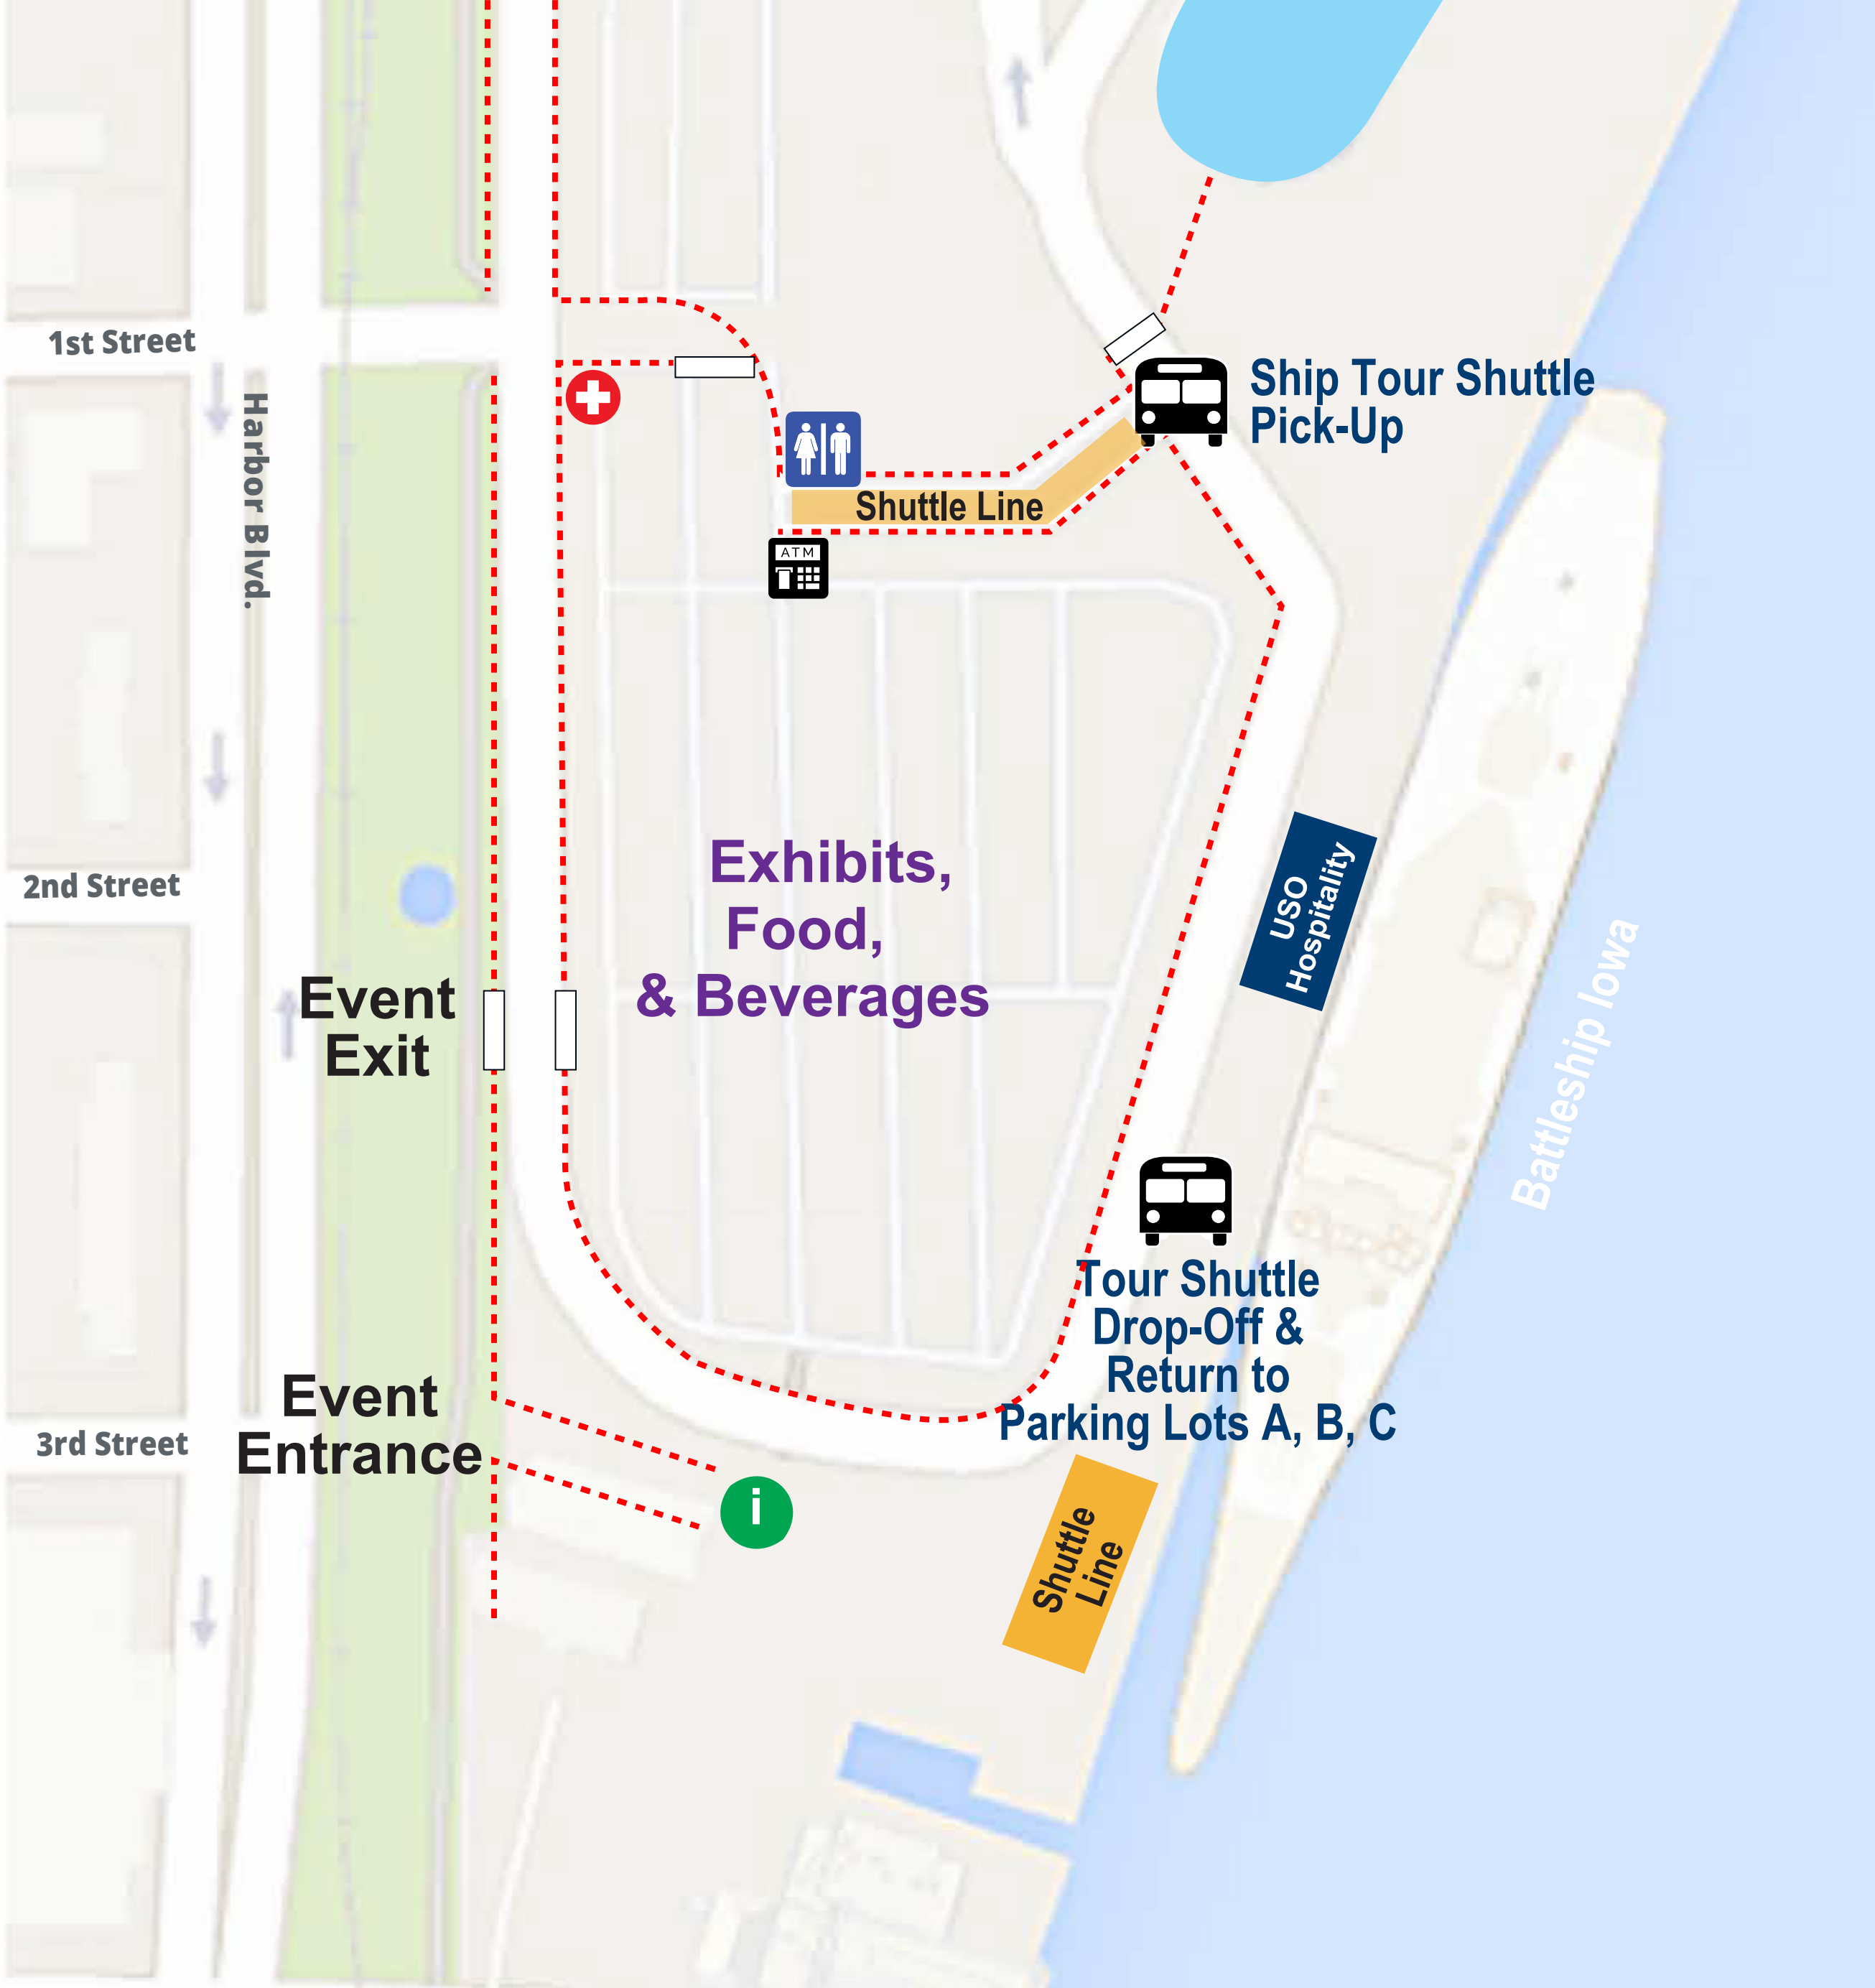 1st Street
Harbor Blvd.
Ship Tour Shuttle
Pick-Up
Shuttle Line
ATM
2nd Street
Exhibits,
Food,
& Beverages
USO
Hospitality
Battleship Iowa
Event
Exit
Tour Shuttle
Drop-Off &
Return to
Parking Lots A, B, C
Event
Entrance
3rd Street
i
Shuttle
Line